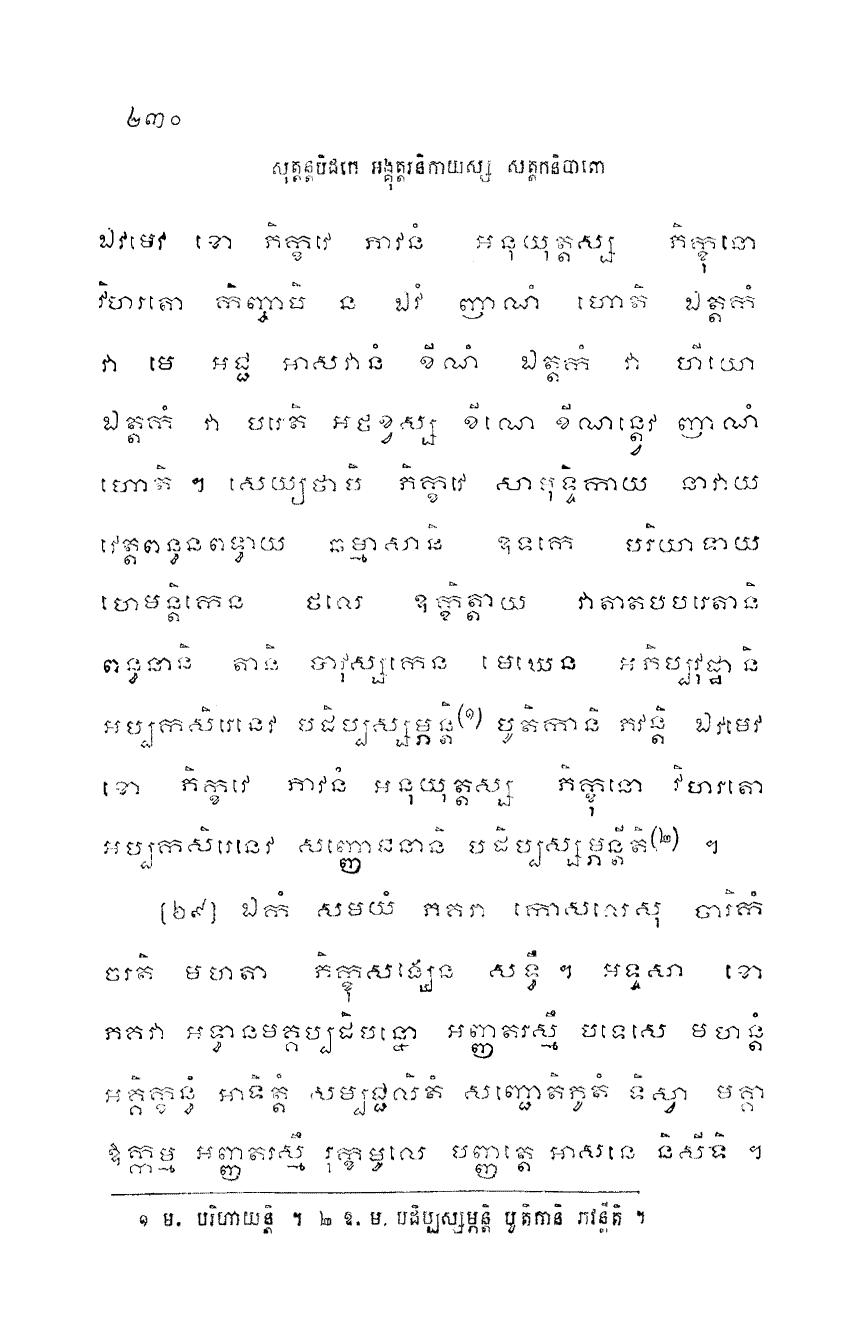 ២៣០
សុត្តន្តបិដកេ អង្គុត្តរនិកាយស្ស សត្តកនិបាតោ
ឯវមេវ ខោ ភិក្ខវេ ភាវនំ អនុយុត្តស្ស ភិក្ខុនោ
វិហរតោ កិញ្ចាបិ ន ឯវំ ញាណំ ហោតិ ឯត្តកំ
វា មេ អជ្ជ អាសវានំ ខីណំ ឯត្តកំ វា ហីយោ
ឯត្តកំ វា បរេតិ អថខ្វស្ស ខីណេ ខីណន្ត្វេវ ញាណំ
ហោតិ ។ សេយ្យថាបិ ភិក្ខវេ សាមុទ្ទិកាយ នាវាយ
វេត្តពន្ធនពទ្ធាយ ឆម្មាសានិ ឧទកេ បរិយាទាយ
ហេមន្តិកេន ថលេ ឧក្ខិត្តាយ វាតាតបបរេតានិ
ពន្ធនានិ តានិ បាវុស្សកេន មេឃេន អភិប្បវុដ្ឋានិ
អប្បកសិរេនេវ បដិប្បស្សម្ភន្តិ(១) បូតិកានិ ភវន្តិ ឯវមេវ
ខោ ភិក្ខវេ ភាវនំ អនុយុត្តស្ស ភិក្ខុនោ វិហរតោ
អប្បកសិរេនេវ សញ្ញោជនានិ បដិប្បស្សម្ភន្តីតិ(២) ។
[២៩] ឯកំ សមយំ ភគវា កោសលេសុ ចារិកំ
ចរតិ មហតា ភិក្ខុសង្ឃេន សទ្ធឹ ។ អទ្ទសា ខោ
ភគវា អទ្ធានមគ្គប្បដិបន្នោ អញ្ញតរស្មឹ បទេសេ មហន្តំ
អគ្គិក្ខន្ធំ អាទិត្តំ សម្បជ្ជលិតំ សញ្ជោតិភូតំ ទិស្វា មគ្គា
ឱក្កម្ម អញ្ញតរស្មឹ រុក្ខមូលេ បញ្ញត្តេ អាសនេ និសីទិ ។
១ ម. បរិហាយន្តិ ។ ២ ឱ. ម. បដិប្បស្សម្ភន្តិ បូតិកានិ ភវន្តីតិ ។